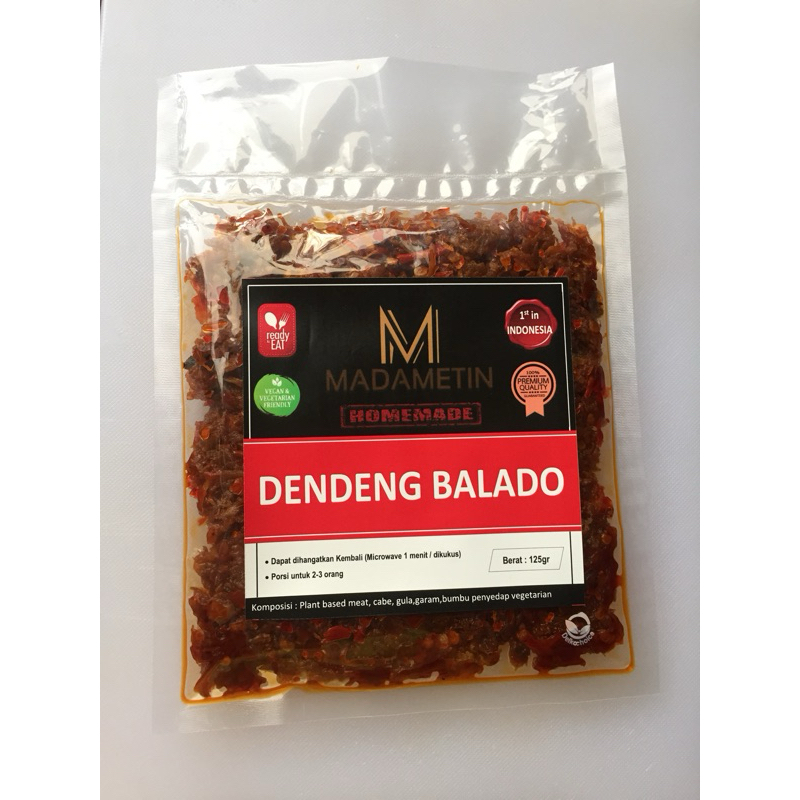 ready
to EAT
VEGAN &
VEGETARIAN
FRIENDLY
M
MADAMETIN
HOMEMADE
1st in
INDONESIA
100%
PREMIUM
QUALITY
GUARANTEED
DENDENG BALADO
• Dapat dihangatkan Kembali (Microwave 1 menit / dikukus)
• Porsi untuk 2-3 orang
Berat : 125gr
Komposisi : Plant based meat, cabe, gula,garam,bumbu penyedap vegetarian